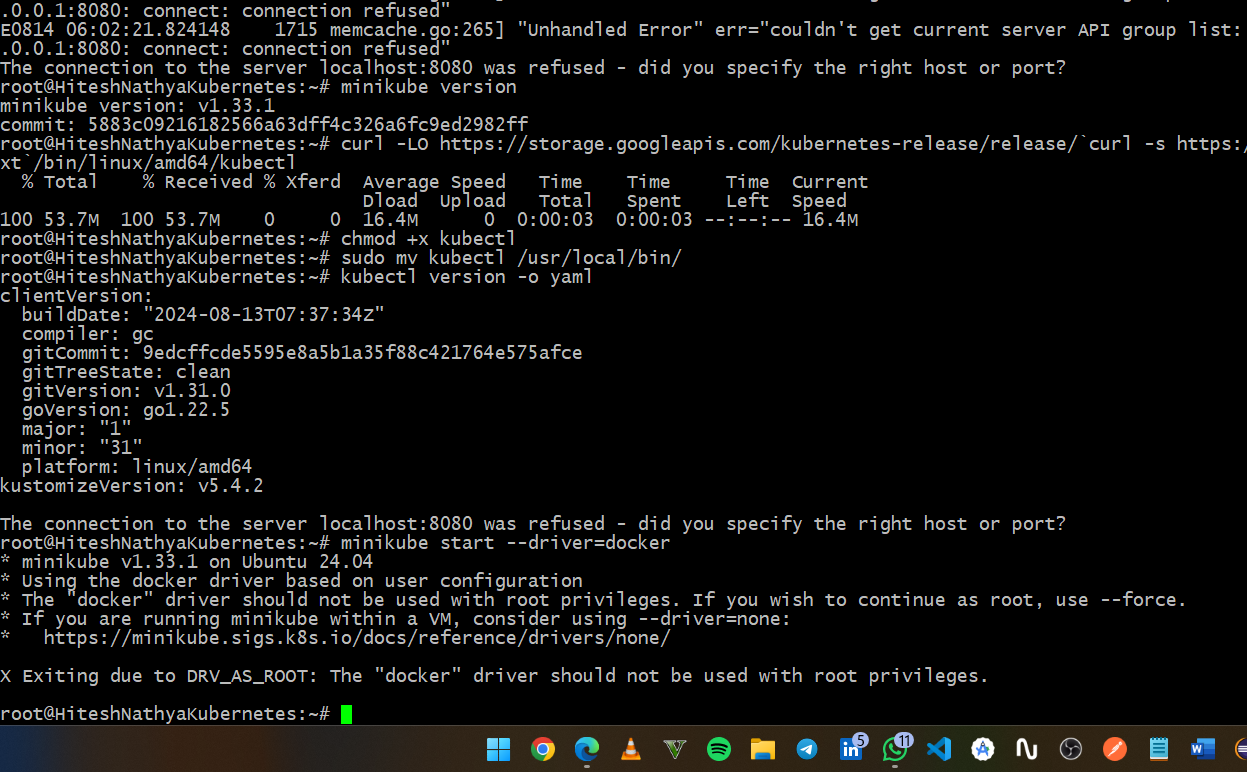 .0.0.1:8080: connect: connection refused"
E0814 06:02:21.824148    1715 memcache.go:265] "Unhandled Error" err="couldn't get current server API group list:
.0.0.1:8080: connect: connection refused"
The connection to the server localhost:8080 was refused - did you specify the right host or port?
root@HiteshNathyaKubernetes:~# minikube version
minikube version: v1.33.1
commit: 5883c09216182566a63dff4c326a6fc9ed2982ff
root@HiteshNathyaKubernetes:~# curl -LO https://storage.googleapis.com/kubernetes-release/release/`curl -s https:/
xt`/bin/linux/amd64/kubectl
  % Total    % Received % Xferd  Average Speed   Time    Time     Time  Current
                                 Dload  Upload   Total   Spent    Left  Speed
100 53.7M  100 53.7M    0     0  16.4M      0  0:00:03  0:00:03 --:--:-- 16.4M
root@HiteshNathyaKubernetes:~# chmod +x kubectl
root@HiteshNathyaKubernetes:~# sudo mv kubectl /usr/local/bin/
root@HiteshNathyaKubernetes:~# kubectl version -o yaml
clientVersion:
  buildDate: "2024-08-13T07:37:34Z"
  compiler: gc
  gitCommit: 9edcffcde5595e8a5b1a35f88c421764e575afce
  gitTreeState: clean
  gitVersion: v1.31.0
  goVersion: go1.22.5
  major: "1"
  minor: "31"
  platform: linux/amd64
kustomizeVersion: v5.4.2
The connection to the server localhost:8080 was refused - did you specify the right host or port?
root@HiteshNathyaKubernetes:~# minikube start --driver=docker
* minikube v1.33.1 on Ubuntu 24.04
* Using the docker driver based on user configuration
* The "docker" driver should not be used with root privileges. If you wish to continue as root, use --force.
* If you are running minikube within a VM, consider using --driver=none:
*   https://minikube.sigs.k8s.io/docs/reference/drivers/none/
X Exiting due to DRV_AS_ROOT: The "docker" driver should not be used with root privileges.
root@HiteshNathyaKubernetes:~#
5 11